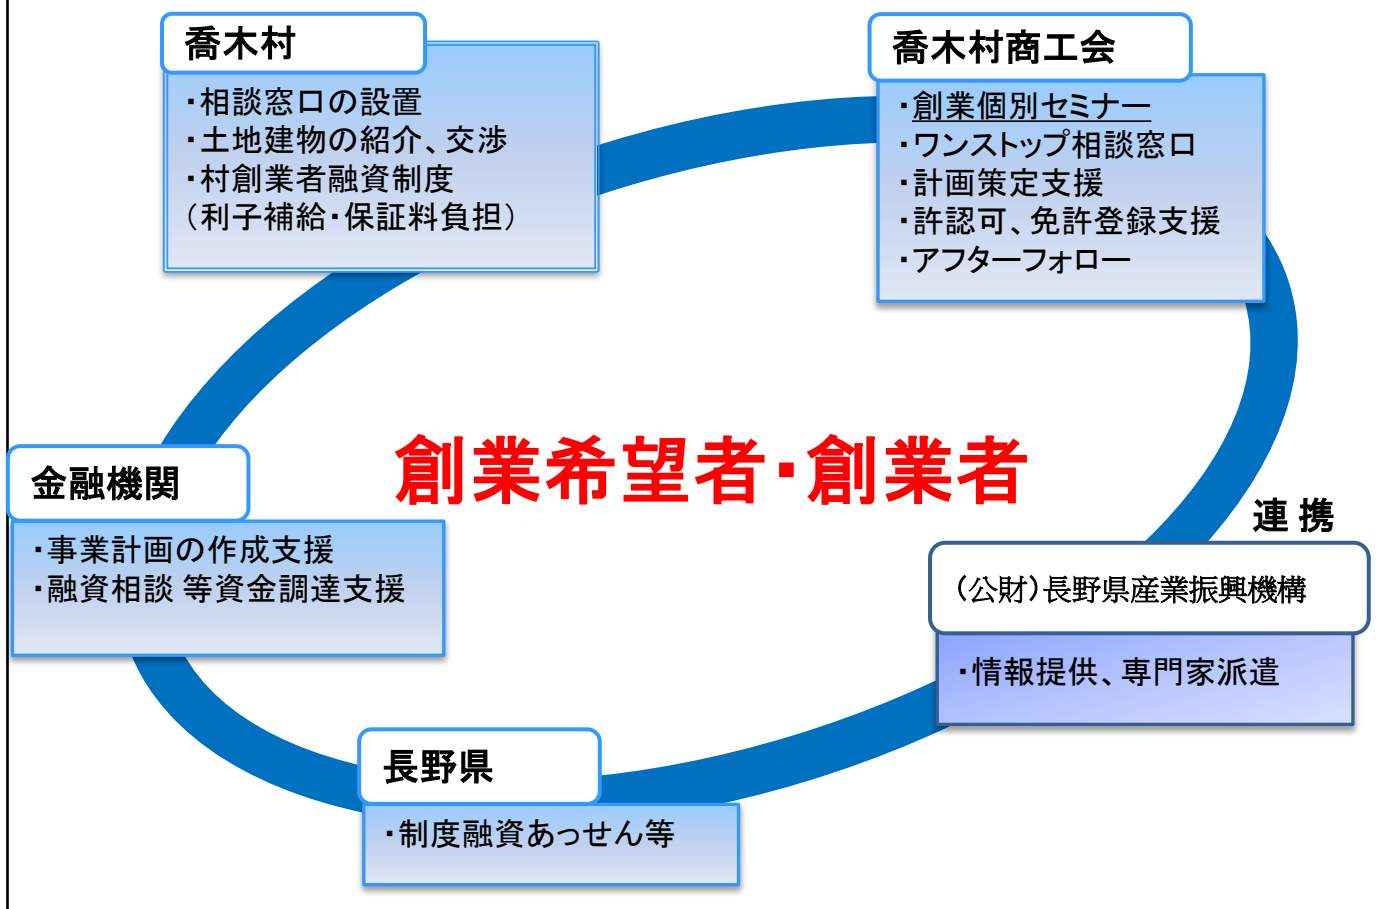 喬木村
・相談窓口の設置
・土地建物の紹介、交渉
・村創業者融資制度
（利子補給・保証料負担）
喬木村商工会
・創業個別セミナー
・ワンストップ相談窓口
・計画策定支援
・許認可、免許登録支援
・アフターフォロー
創業希望者・創業者
金融機関
・事業計画の作成支援
・融資相談 等資金調達支援
連 携
（公財）長野県産業振興機構
・情報提供、専門家派遣
長野県
・制度融資あっせん等